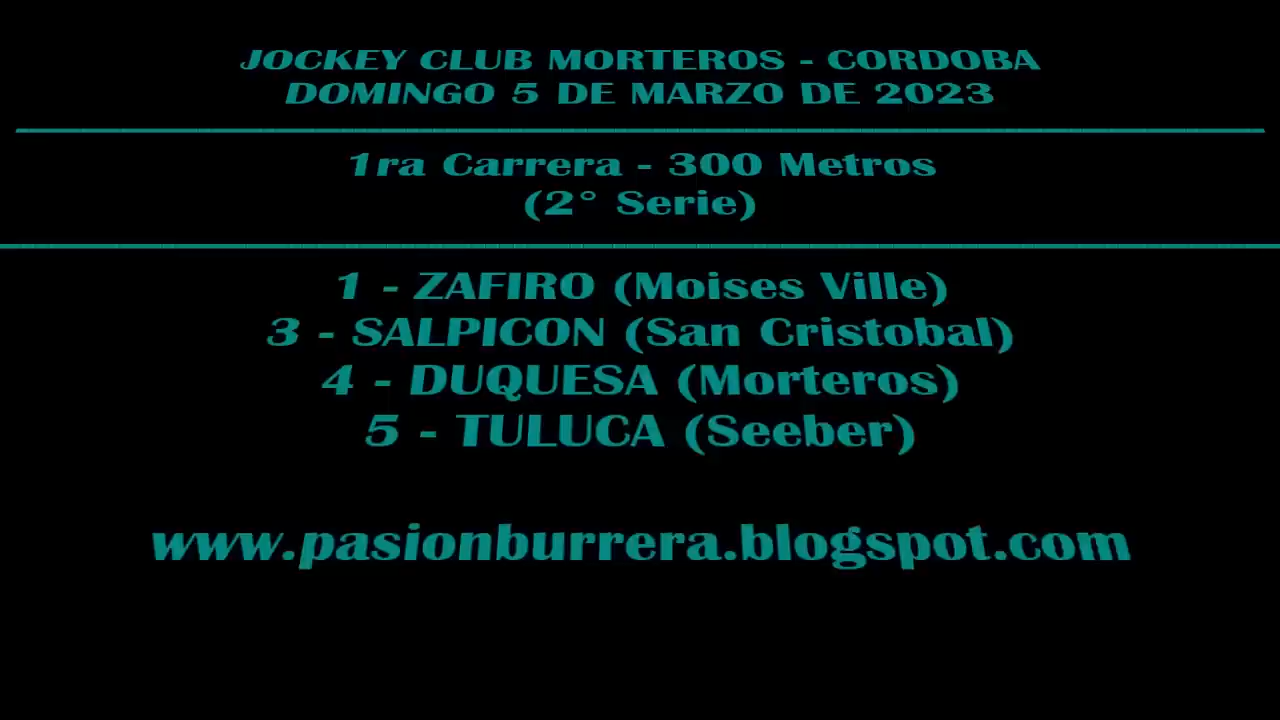 JOCKEY CLUB MORTEROS - CORDOBA
DOMINGO 5 DE MARZO DE 2023
1ra Carrera - 300 Metros
(2° Serie)
1 - ZAFIRO (Moises Ville)
3 - SALPICON (San Cristobal)
4 - DUQUESA (Morteros)
5 - TULUCA (Seeber)
www.pasionburrera.blogspot.com